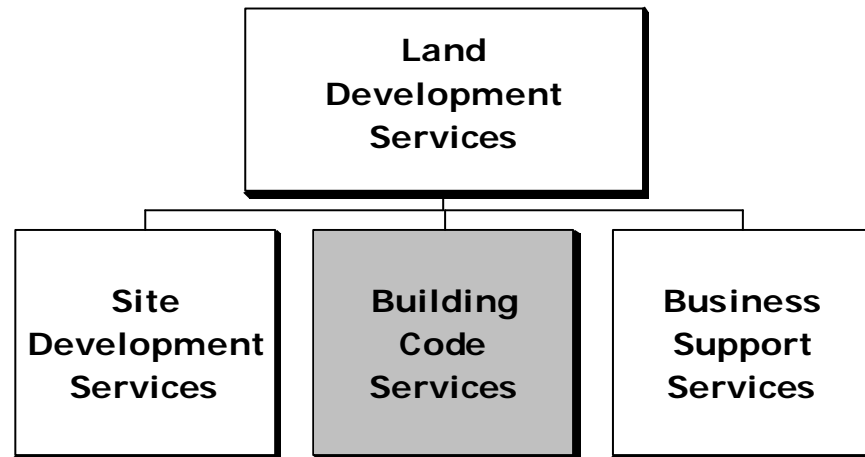 Land
Development
Services
Site
Development
Services
Building
Code
Services
Business
Support
Services